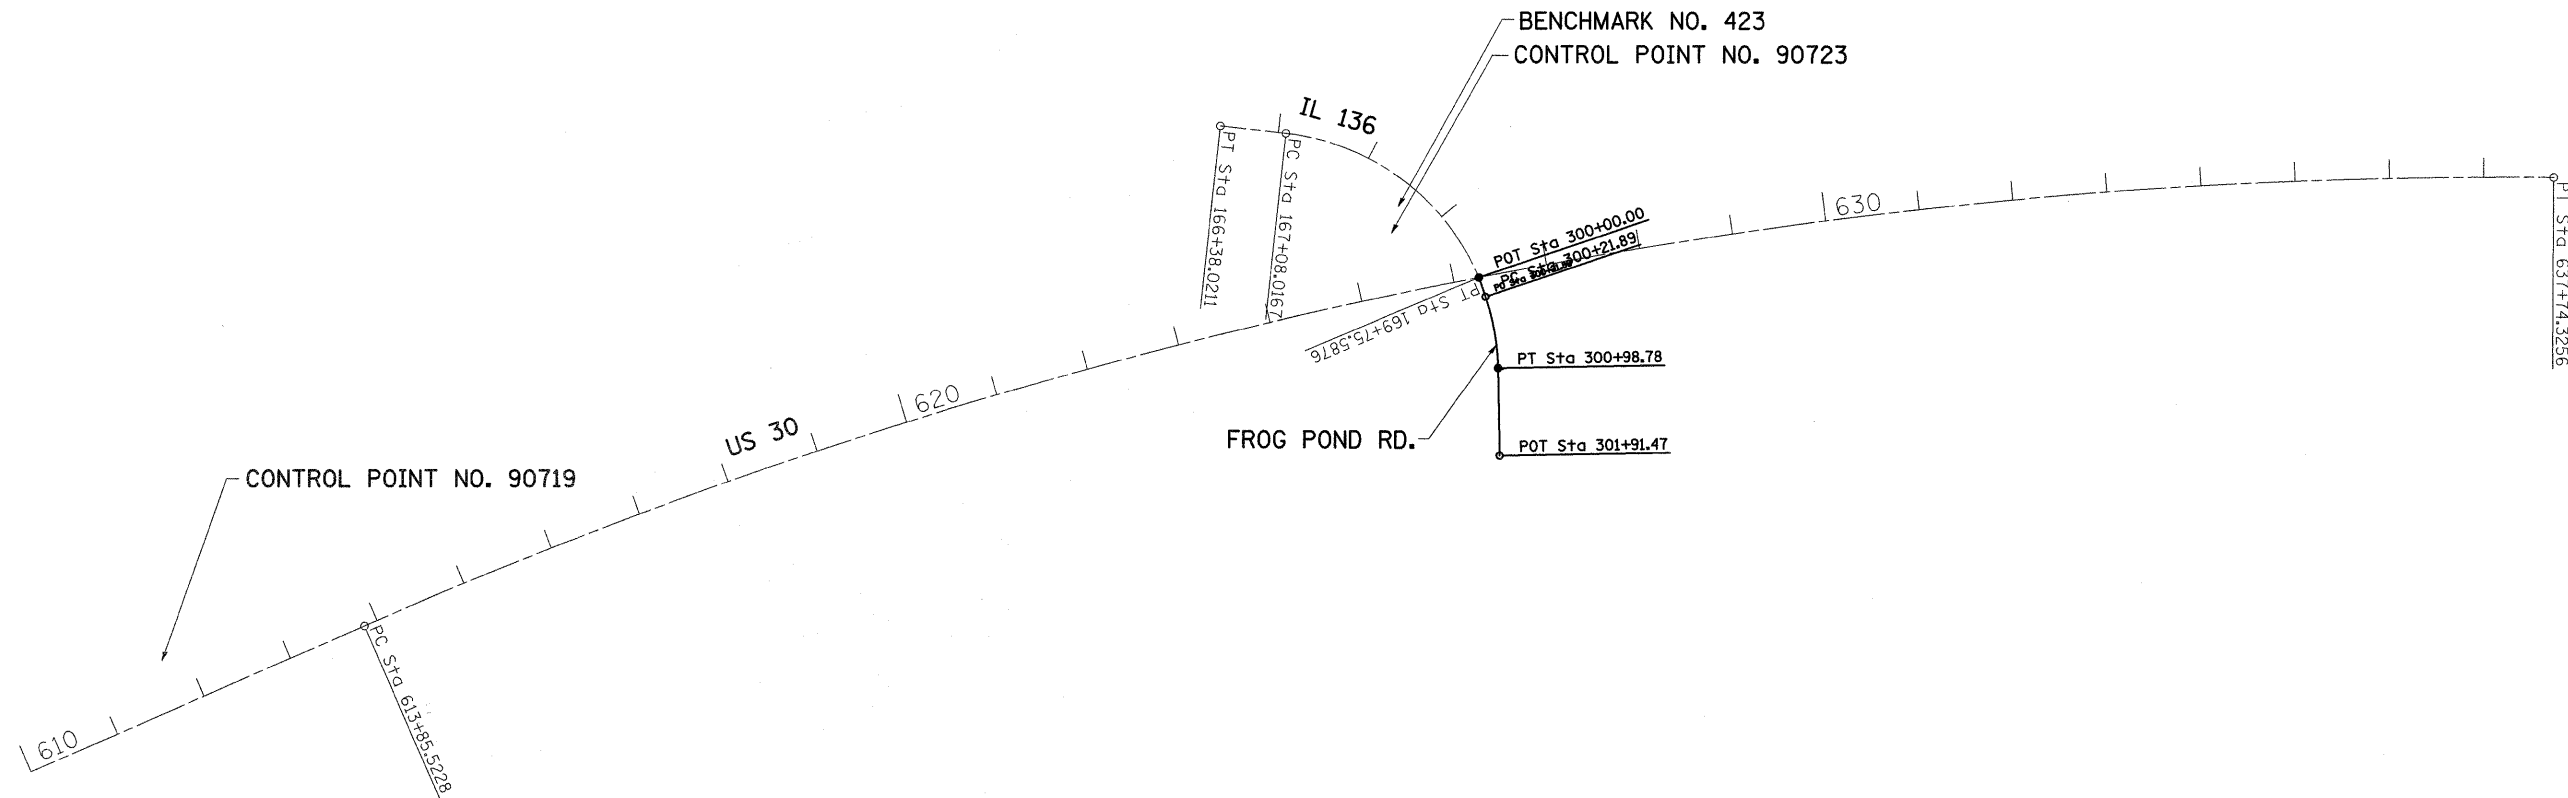 BENCHMARK NO. 423
CONTROL POINT NO. 90723
IL 136
PT Sta 166+38.0211
PC Sta 167+08.0167
630
PT Sta 637+74.3256
POT Sta 300+00.00
PC Sta 300+21.89
PT Sta 169+75.5876
PT Sta 300+98.78
620
US 30
FROG POND RD.
POT Sta 301+91.47
CONTROL POINT NO. 90719
PC Sta 613+85.5228
610